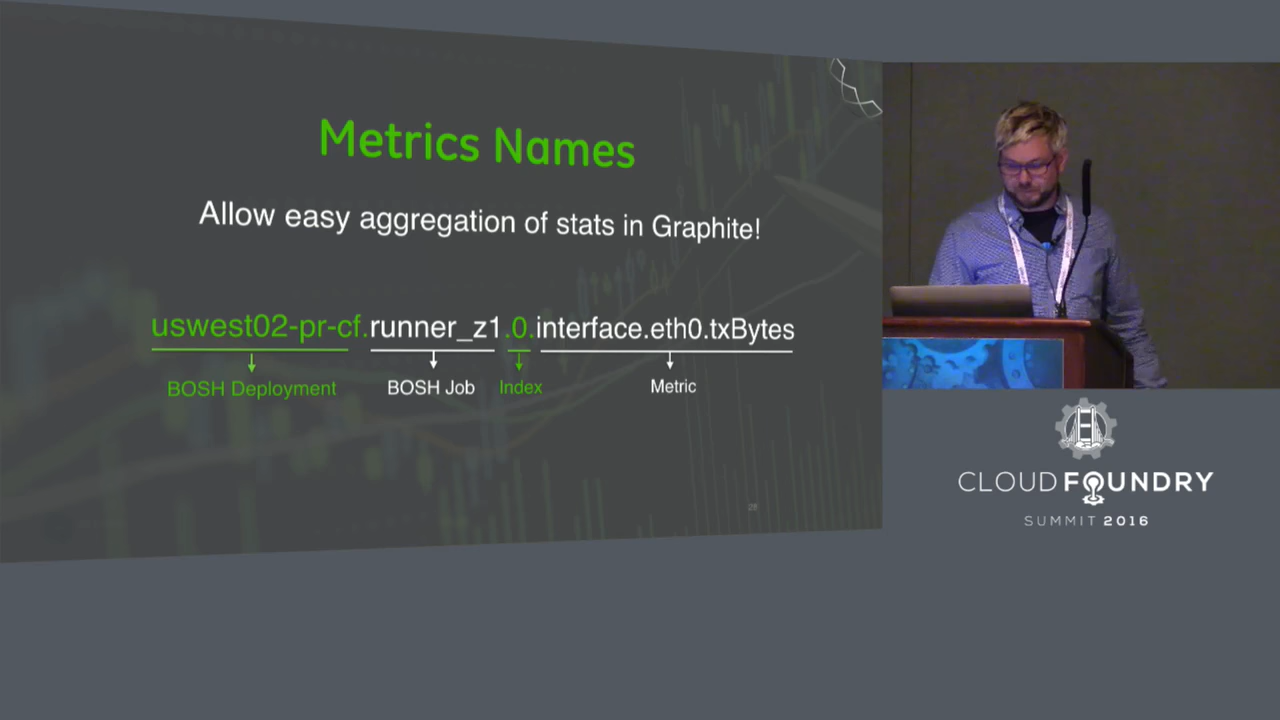 Metrics Names
Allow easy aggregation of stats in Graphite!
uswest02-pr-cf.runner_z1.0.interface.eth0.txBytes
BOSH Deployment BOSH Job Index Metric
28
CLOUD FOUNDRY
SUMMIT 2016